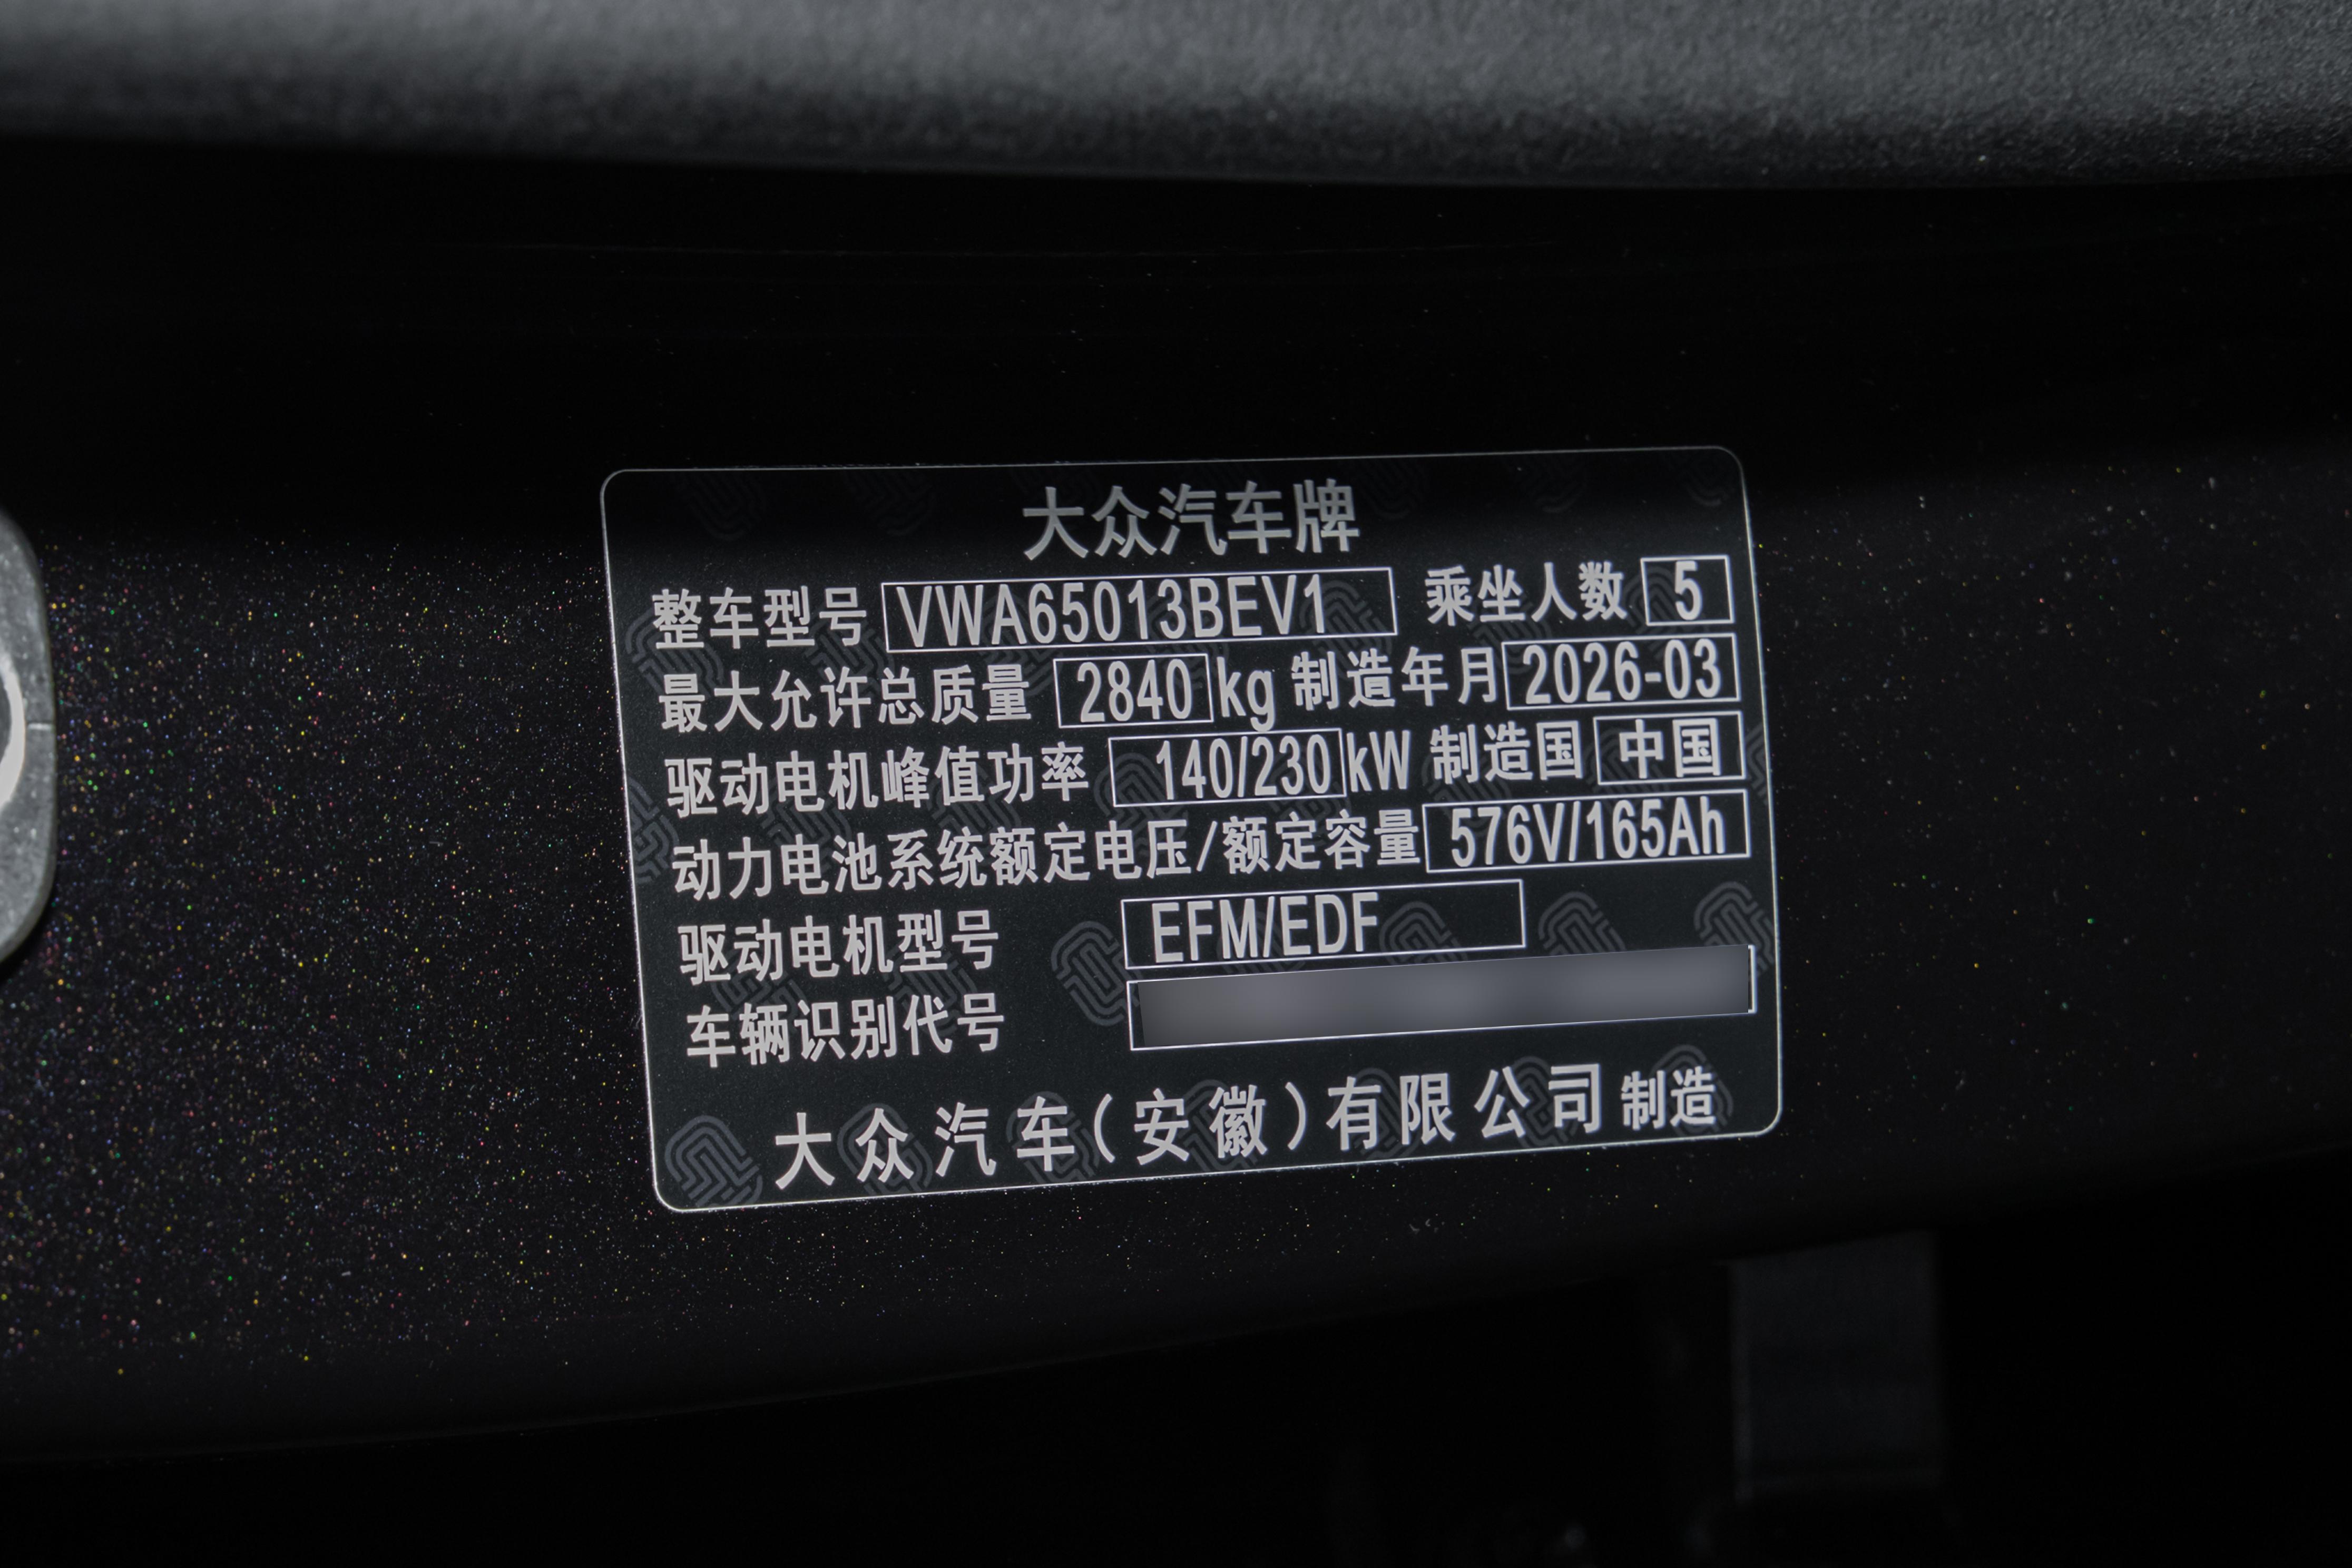 大众汽车牌
整车型号 VWA65013BEV1 乘坐人数 5
最大允许总质量 2840 kg 制造年月 2026-03
驱动电机峰值功率 140/230 kW 制造国 中国
动力电池系统额定电压/额定容量 576V/165Ah
驱动电机型号 EFM/EDF
车辆识别代号
大众汽车(安徽)有限公司制造